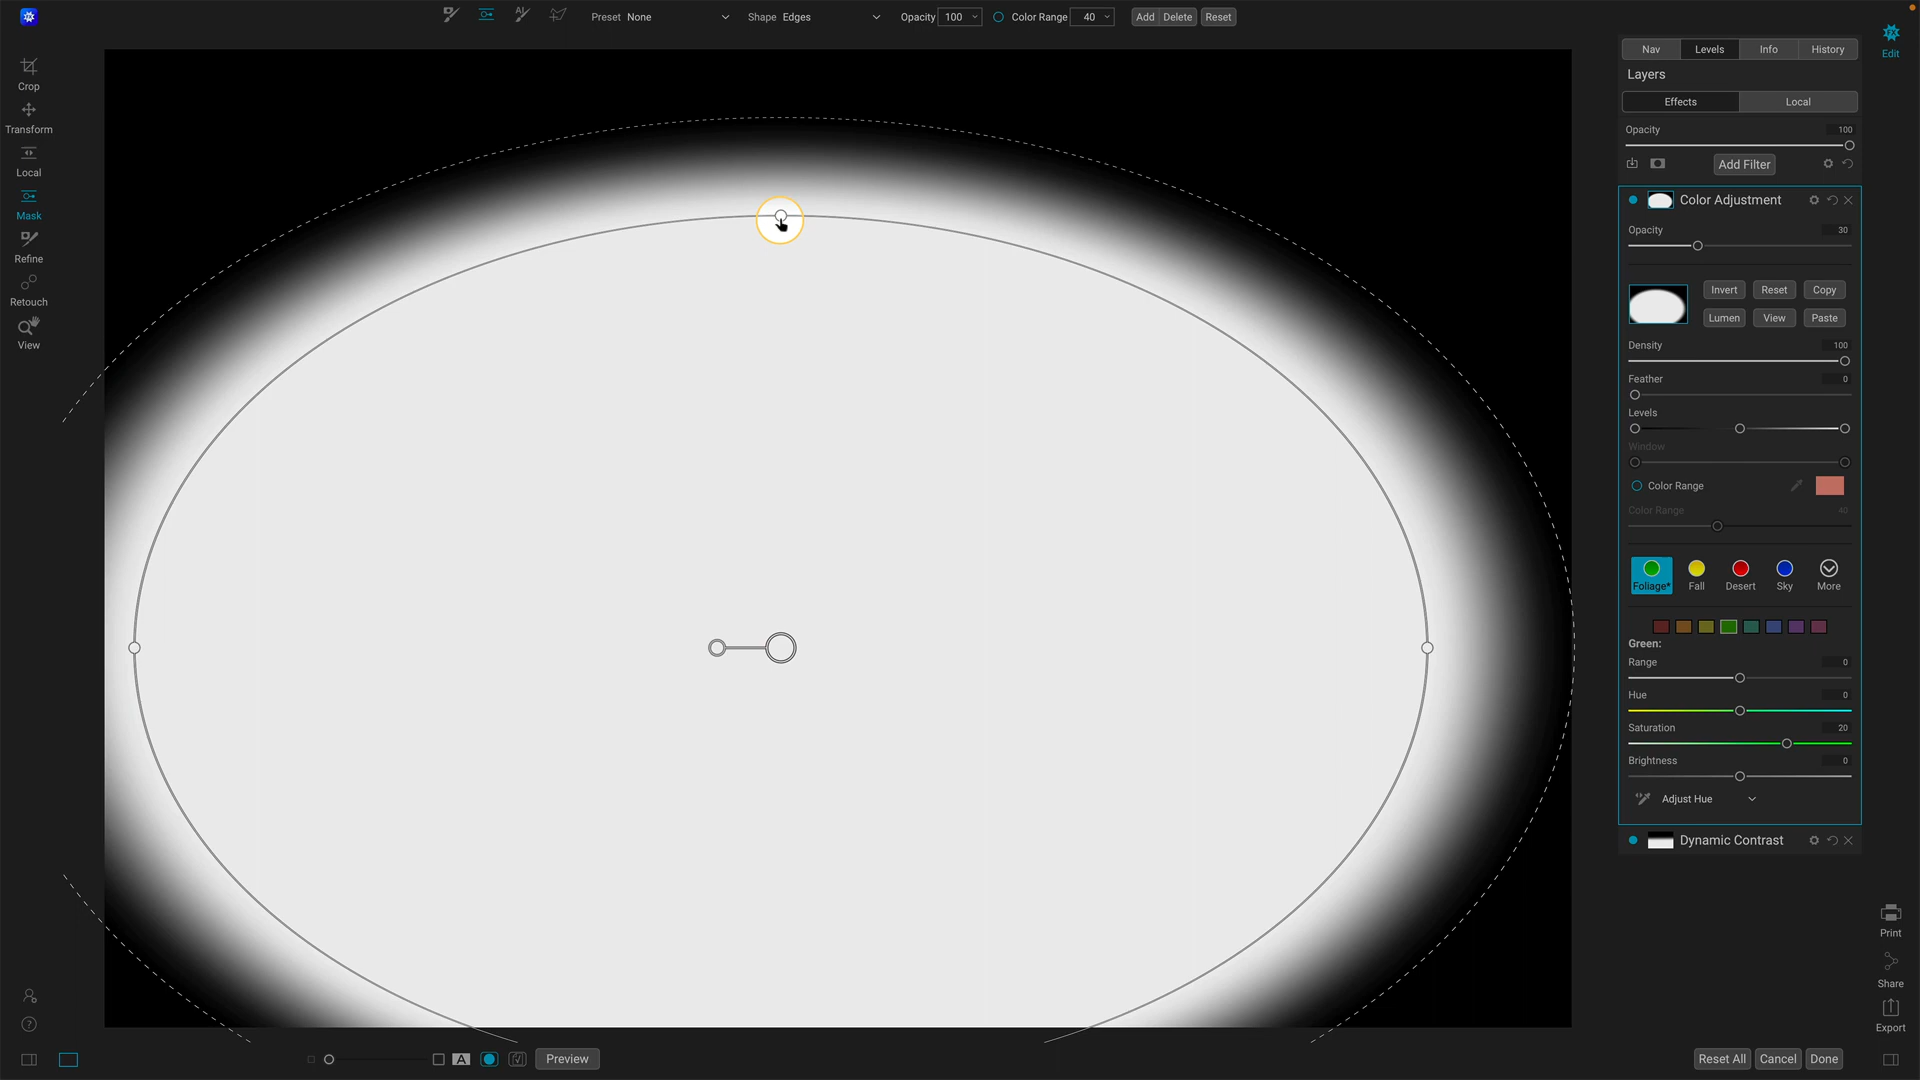 Preset None Shape Edges Opacity 100 Color Range 40 Add Delete Reset
Crop
Transform
Local
Mask
Refine
Retouch
View
Nav Levels Info History
Edit
Layers
Effects Local
Opacity 100
Add Filter
Color Adjustment
Opacity 30
Invert Reset Copy
Lumen View Paste
Density 100
Feather 0
Levels
Window
Color Range
Color Range 40
Foliage* Fall Desert Sky More
Green:
Range 0
Hue 0
Saturation 20
Brightness 0
Adjust Hue
Dynamic Contrast
Print
Share
Export
A Preview
Reset All Cancel Done